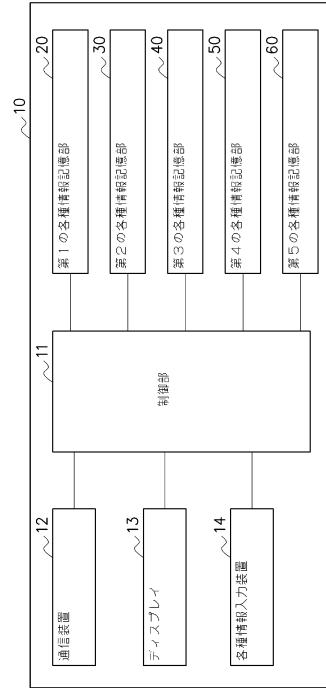 10
12
通信装置
13
ディスプレイ
14
各種情報入力装置
11
制御部
20
第1の各種情報記憶部
30
第2の各種情報記憶部
40
第3の各種情報記憶部
50
第4の各種情報記憶部
60
第5の各種情報記憶部